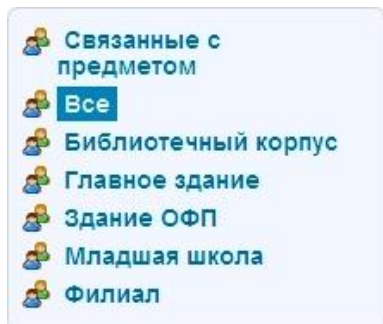 Связанные с
предметом
Все
Библиотечный корпус
Главное здание
Здание ОФП
Младшая школа
Филиал